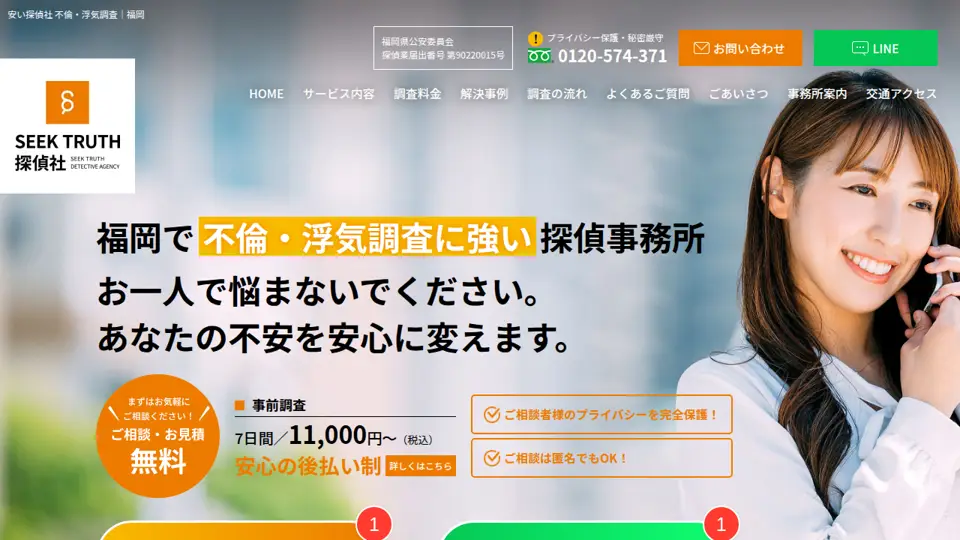 安い探偵社 不倫・浮気調査｜福岡
福岡県公安委員会
探偵業届出番号 第90220015号
プライバシー保護・秘密厳守
0120-574-371
お問い合わせ
LINE
SEEK TRUTH
探偵社
SEEK TRUTH
DETECTIVE AGENCY
HOME サービス内容 調査料金 解決事例 調査の流れ よくあるご質問 ごあいさつ 事務所案内 交通アクセス
福岡で 不倫・浮気調査に強い 探偵事務所
お一人で悩まないでください。
あなたの不安を安心に変えます。
まずはお気軽に
ご相談ください！
ご相談・お見積
無料
事前調査
7日間／11,000円～（税込）
安心の後払い制 詳しくはこちら
ご相談者様のプライバシーを完全保護！
ご相談は匿名でもOK！
1
1